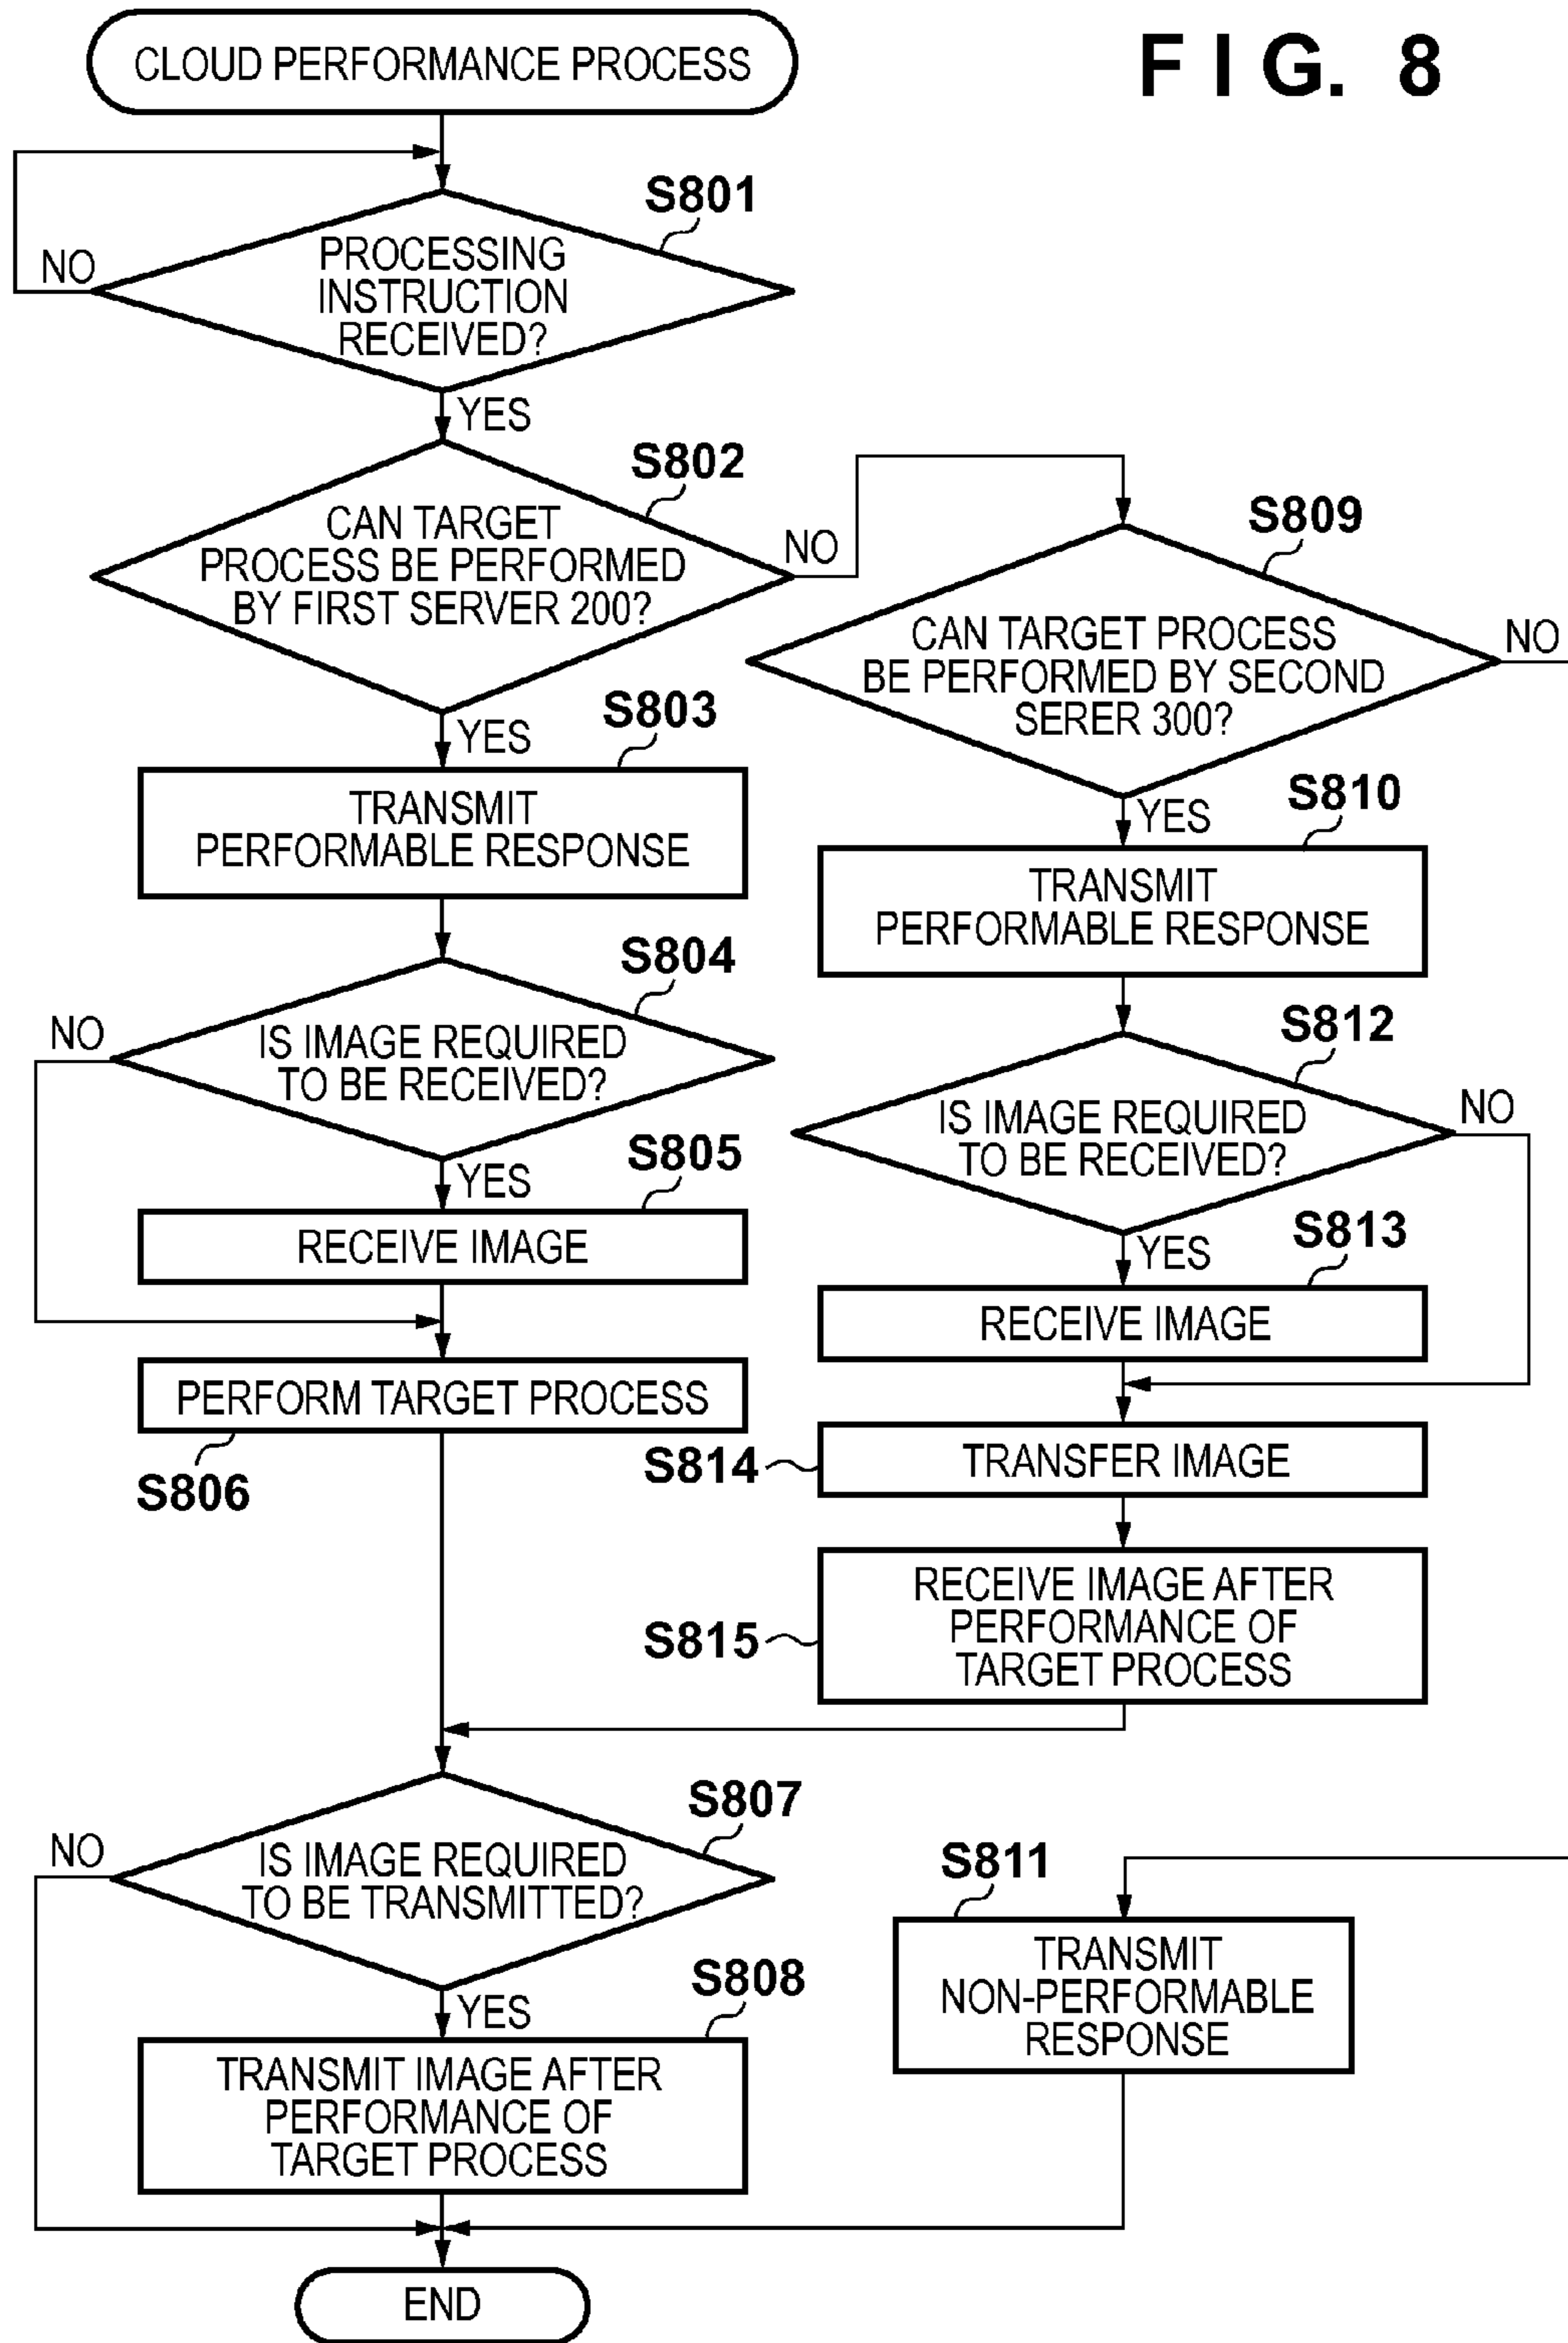 FIG. 8
CLOUD PERFORMANCE PROCESS
S801
PROCESSING
INSTRUCTION
RECEIVED?
NO
YES
S802
CAN TARGET
PROCESS BE PERFORMED
BY FIRST SERVER 200?
NO
YES
S803
TRANSMIT
PERFORMABLE RESPONSE
S804
IS IMAGE REQUIRED
TO BE RECEIVED?
NO
YES
S805
RECEIVE IMAGE
PERFORM TARGET PROCESS
S806
S809
CAN TARGET PROCESS
BE PERFORMED BY SECOND
SERER 300?
NO
YES
S810
TRANSMIT
PERFORMABLE RESPONSE
S812
IS IMAGE REQUIRED
TO BE RECEIVED?
NO
YES
S813
RECEIVE IMAGE
S814
TRANSFER IMAGE
S815
RECEIVE IMAGE AFTER
PERFORMANCE OF
TARGET PROCESS
S807
IS IMAGE REQUIRED
TO BE TRANSMITTED?
NO
YES
S808
TRANSMIT IMAGE AFTER
PERFORMANCE OF
TARGET PROCESS
S811
TRANSMIT
NON-PERFORMABLE
RESPONSE
END